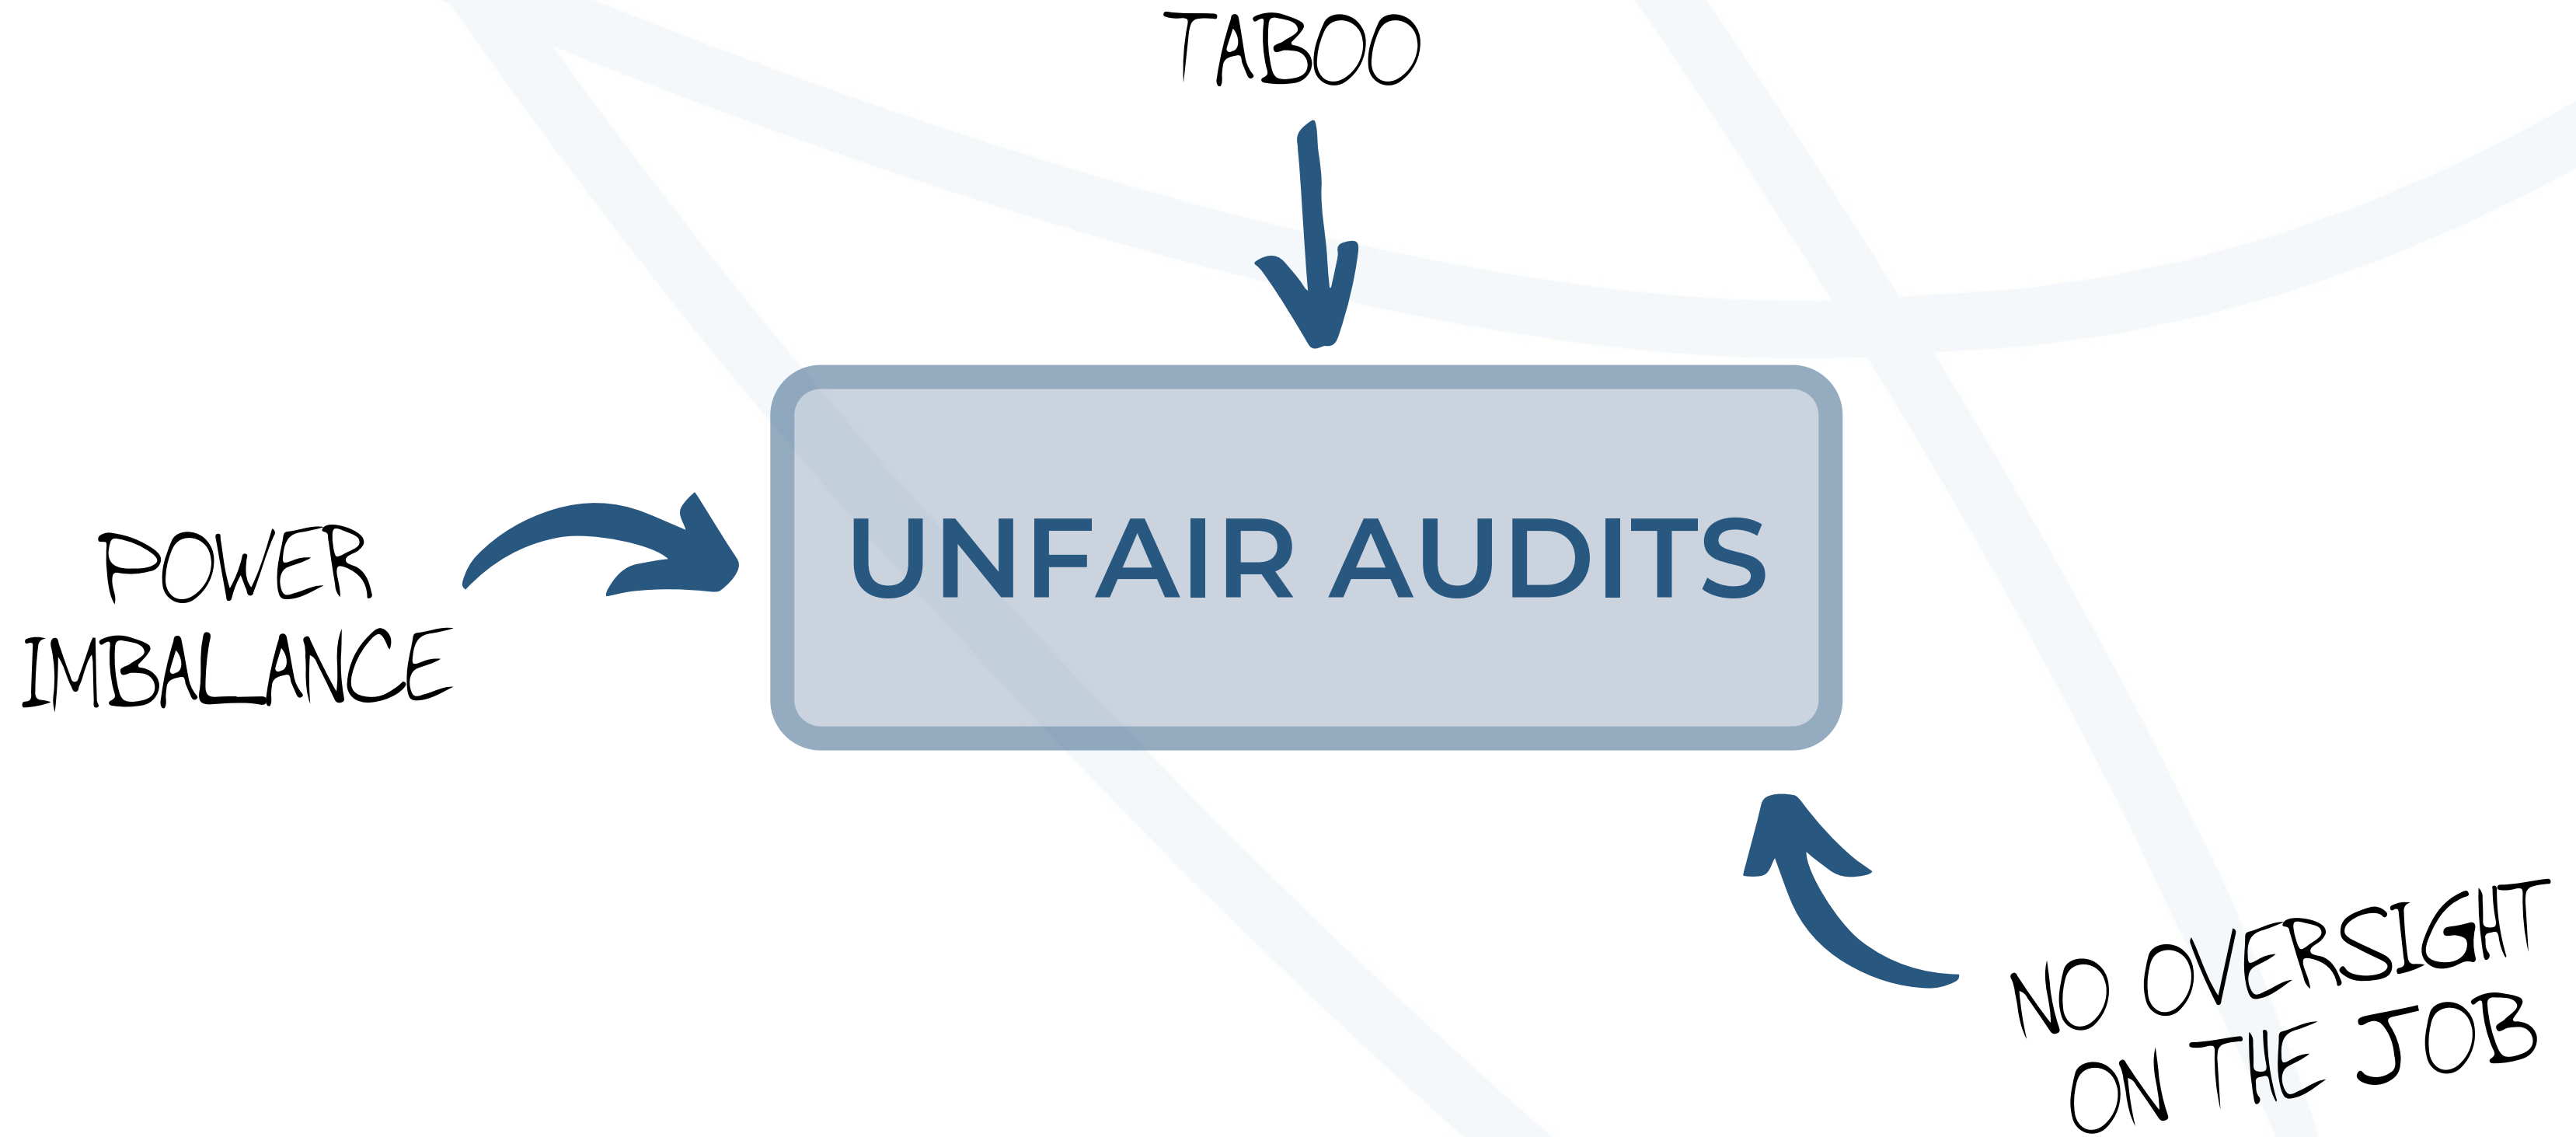 TABOO
UNFAIR AUDITS
POWER
IMBALANCE
NO OVERSIGHT
ON THE JOB